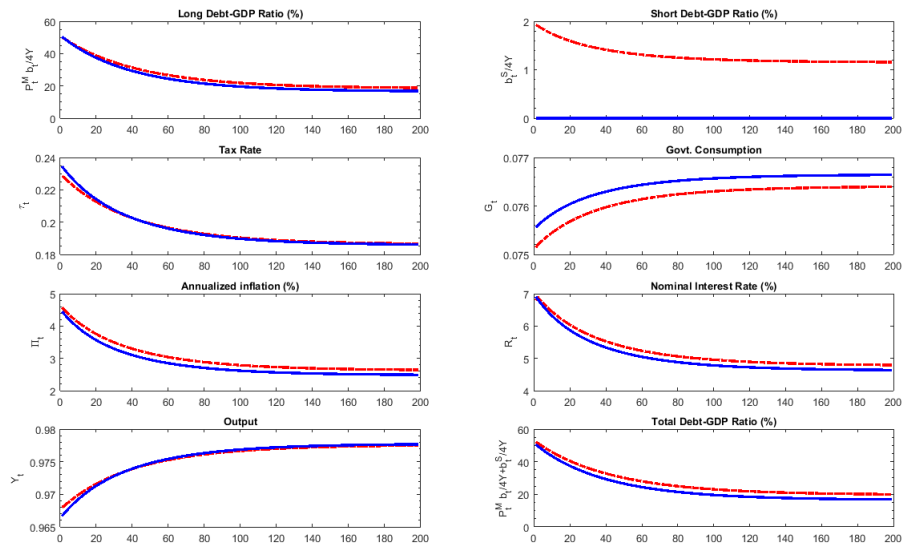 Long Debt-GDP Ratio (%)
P_t^M b_t/4Y
60
40
20
0
0 20 40 60 80 100 120 140 160 180 200
Short Debt-GDP Ratio (%)
b_t^S/4Y
2
1
0
0 20 40 60 80 100 120 140 160 180 200
Tax Rate
τ_t
0.24
0.22
0.2
0.18
0 20 40 60 80 100 120 140 160 180 200
Govt. Consumption
G_t
0.077
0.076
0.075
0 20 40 60 80 100 120 140 160 180 200
Annualized inflation (%)
Π_t
5
4
3
2
0 20 40 60 80 100 120 140 160 180 200
Nominal Interest Rate (%)
R_t
7
6
5
4
0 20 40 60 80 100 120 140 160 180 200
Output
Y_t
0.98
0.975
0.97
0.965
0 20 40 60 80 100 120 140 160 180 200
Total Debt-GDP Ratio (%)
P_t^M b_t/4Y+b_t^S/4Y
60
40
20
0
0 20 40 60 80 100 120 140 160 180 200